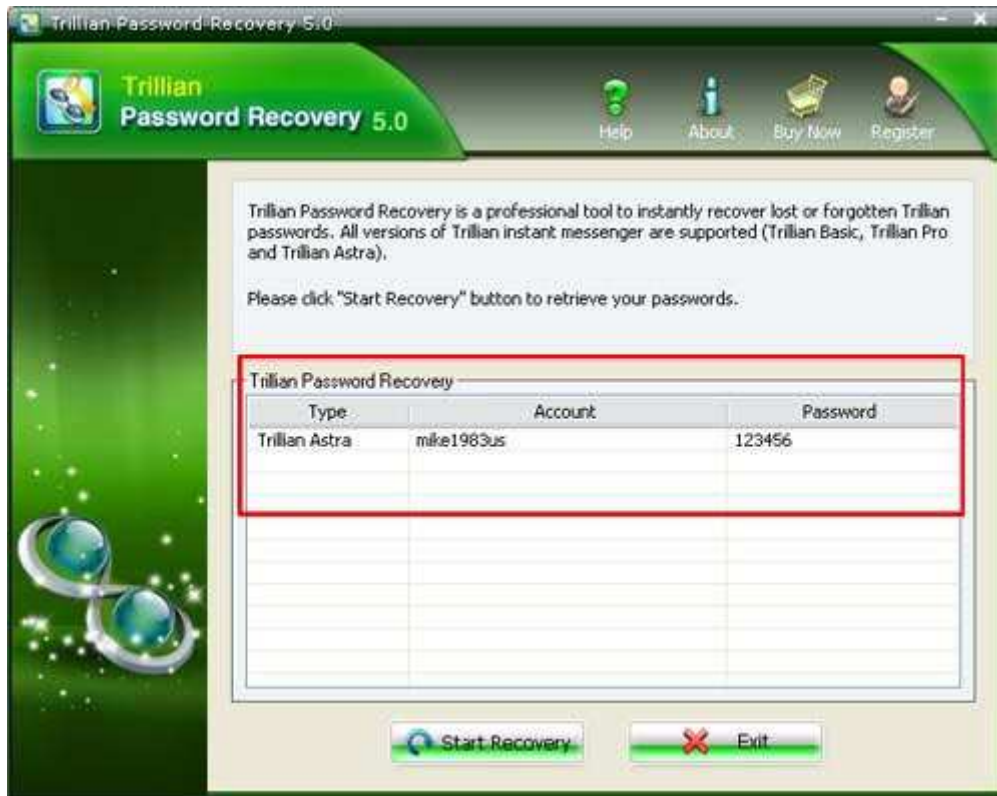 Trillian Password Recovery 5.0
Trillian
Password Recovery 5.0
Help
About
Buy Now
Register
Trillian Password Recovery is a professional tool to instantly recover lost or forgotten Trillian
passwords. All versions of Trillian instant messenger are supported (Trillian Basic, Trillian Pro
and Trillian Astra).
Please click "Start Recovery" button to retrieve your passwords.
Trillian Password Recovery
Type Account Password
Trillian Astra mike1983us 123456
Start Recovery
Exit